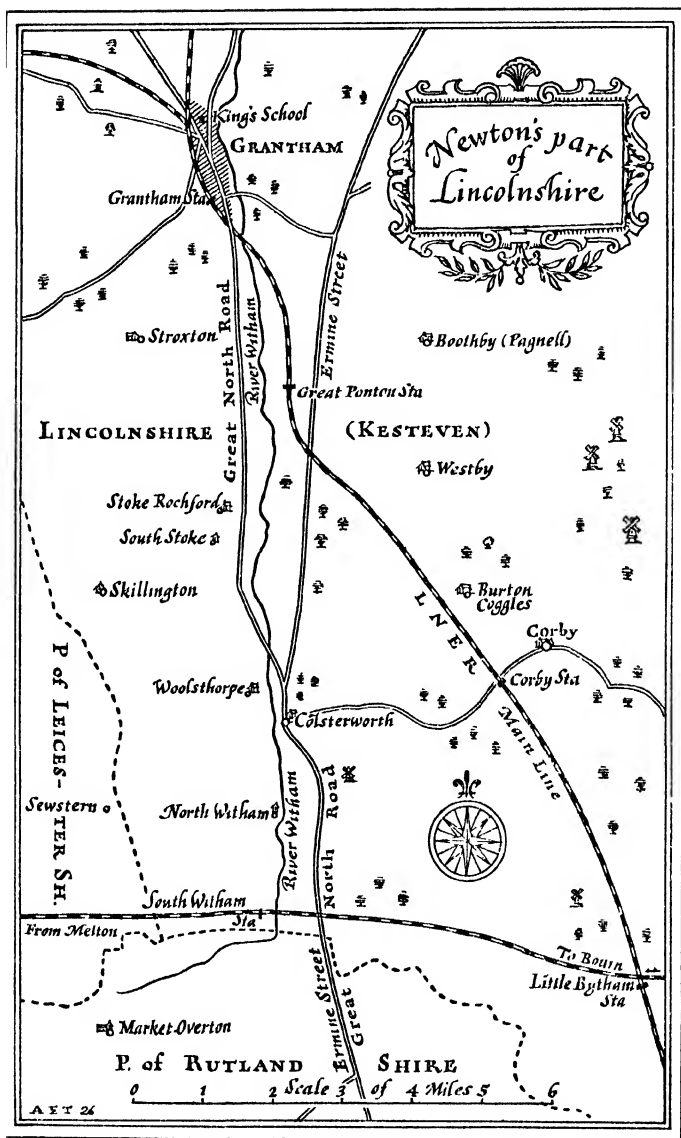 Newton's part
of
Lincolnshire
King's School
GRANTHAM
Grantham Sta
Stroxton
Great North Road
River Witham
Ermine Street
Boothby (Pagnell)
Great Ponton Sta
LINCOLNSHIRE
(KESTEVEN)
Westby
Stoke Rochford
South Stoke
Skillington
Burton
Coggles
LNER
Main Line
Corby
Corby Sta
Woolsthorpe
Colsterworth
P. of LEICES-
TER SH.
Sewstern
North Witham
River Witham
North Road
South Witham
Sta
From Melton
To Bourn
Little Bytham
Sta
Ermine Street
Great
Market Overton
P. of RUTLAND SHIRE
0 1 2 Scale 3 of 4 Miles 5 6
AET 26